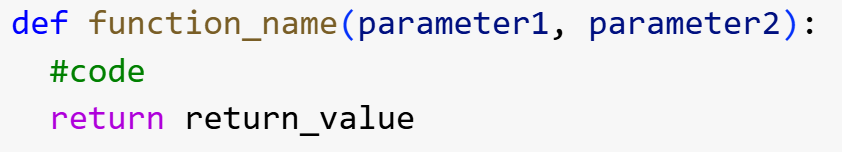 def function_name(parameter1, parameter2):
  #code
  return return_value